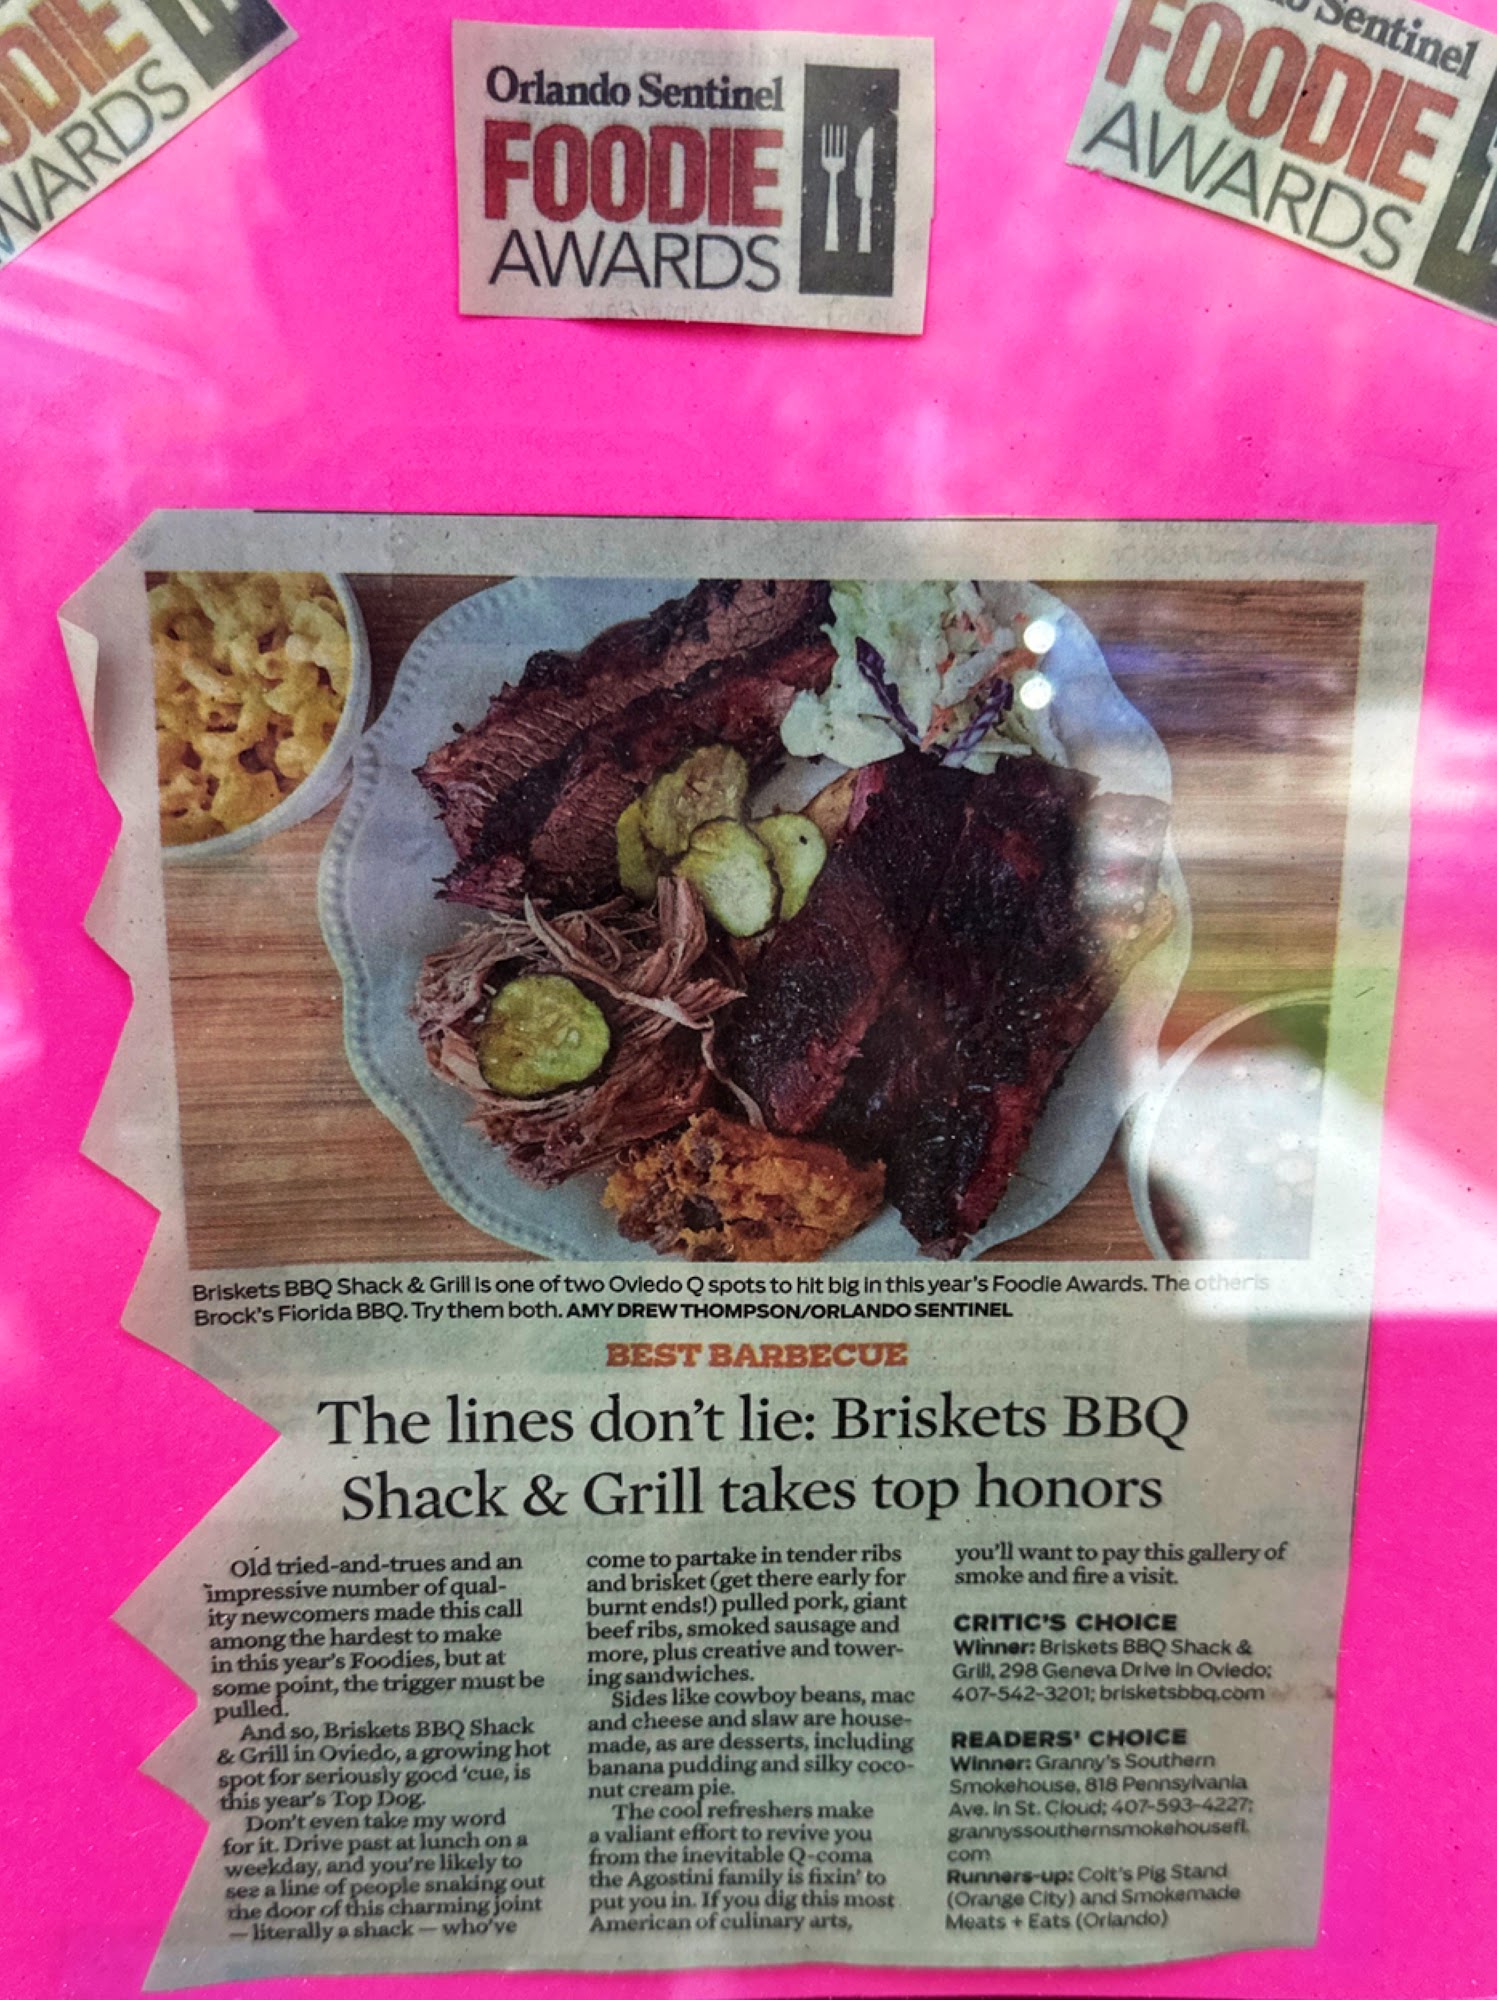 ODIE
WARDS
Orlando Sentinel
FOODIE
AWARDS
Sentinel
FOODIE
AWARDS
Briskets BBQ Shack & Grill is one of two Oviedo Q spots to hit big in this year's Foodie Awards. The other is
Brock's Florida BBQ. Try them both. AMY DREW THOMPSON/ORLANDO SENTINEL
BEST BARBECUE
The lines don't lie: Briskets BBQ
Shack & Grill takes top honors
Old tried-and-trues and an
impressive number of qual-
ity newcomers made this call
among the hardest to make
in this year's Foodies, but at
some point, the trigger must be
pulled.
And so, Briskets BBQ Shack
& Grill in Oviedo, a growing hot
spot for seriously good 'cue, is
this year's Top Dog.
Don't even take my word
for it. Drive past at lunch on a
weekday, and you're likely to
see a line of people snaking out
the door of this charming joint
— literally a shack — who've
come to partake in tender ribs
and brisket (get there early for
burnt ends!) pulled pork, giant
beef ribs, smoked sausage and
more, plus creative and tower-
ing sandwiches.
Sides like cowboy beans, mac
and cheese and slaw are house-
made, as are desserts, including
banana pudding and silky coco-
nut cream pie.
The cool refreshers make
a valiant effort to revive you
from the inevitable Q-coma
the Agostini family is fixin' to
put you in. If you dig this most
American of culinary arts,
you'll want to pay this gallery of
smoke and fire a visit.
CRITIC'S CHOICE
Winner: Briskets BBQ Shack &
Grill, 298 Geneva Drive in Oviedo;
407-542-3201; brisketsbbq.com
READERS' CHOICE
Winner: Granny's Southern
Smokehouse, 818 Pennsylvania
Ave. in St. Cloud; 407-593-4227;
grannyssouthernsmokehousefl.
com
Runners-up: Colt's Pig Stand
(Orange City) and Smokemade
Meats + Eats (Orlando)